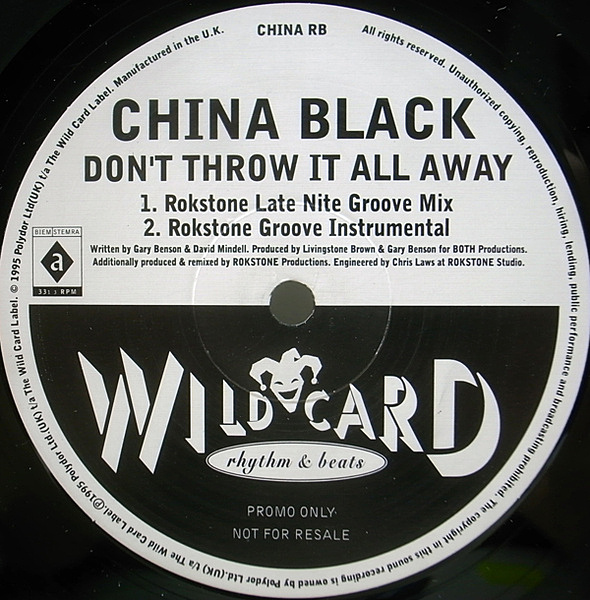 CHINA RB
℗1995 Polydor Ltd.(UK) t/a The Wild Card Label. © 1995 Polydor Ltd(UK) t/a The Wild Card Label. Manufactured in the U.K.
All rights reserved. Unauthorized copying, reproduction, hiring, lending, public performance and broadcasting prohibited. The copyright in this sound recording is owned by Polydor Ltd.(UK) t/a The Wild Card Label.
CHINA BLACK
DON'T THROW IT ALL AWAY
1. Rokstone Late Nite Groove Mix
2. Rokstone Groove Instrumental
BIEM STEMRA
a
33 1/3 RPM
Written by Gary Benson & David Mindell. Produced by Livingstone Brown & Gary Benson for BOTH Productions.
Additionally produced & remixed by ROKSTONE Productions. Engineered by Chris Laws at ROKSTONE Studio.
WILD CARD
rhythm & beats
PROMO ONLY
NOT FOR RESALE